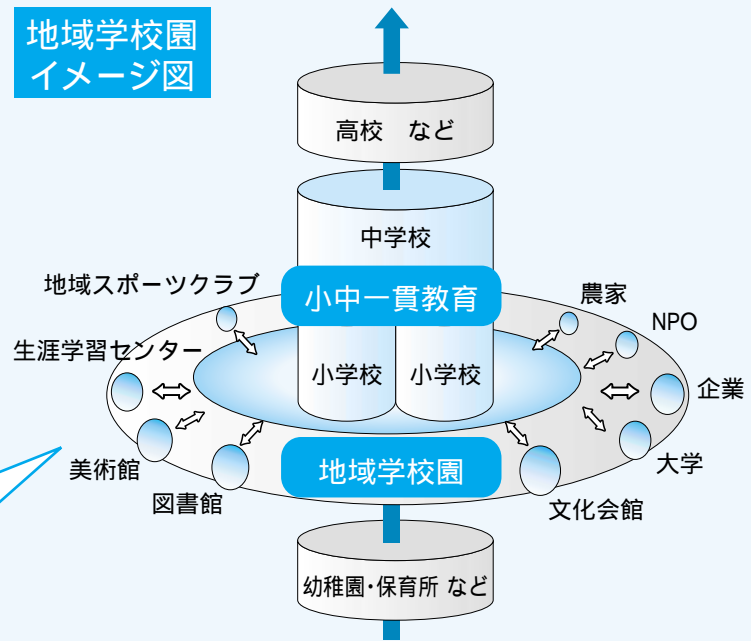 地域学校園
イメージ図
高校 など
中学校
小中一貫教育
地域スポーツクラブ
農家
NPO
生涯学習センター
小学校 小学校
企業
美術館
地域学校園
大学
図書館
文化会館
幼稚園・保育所 など